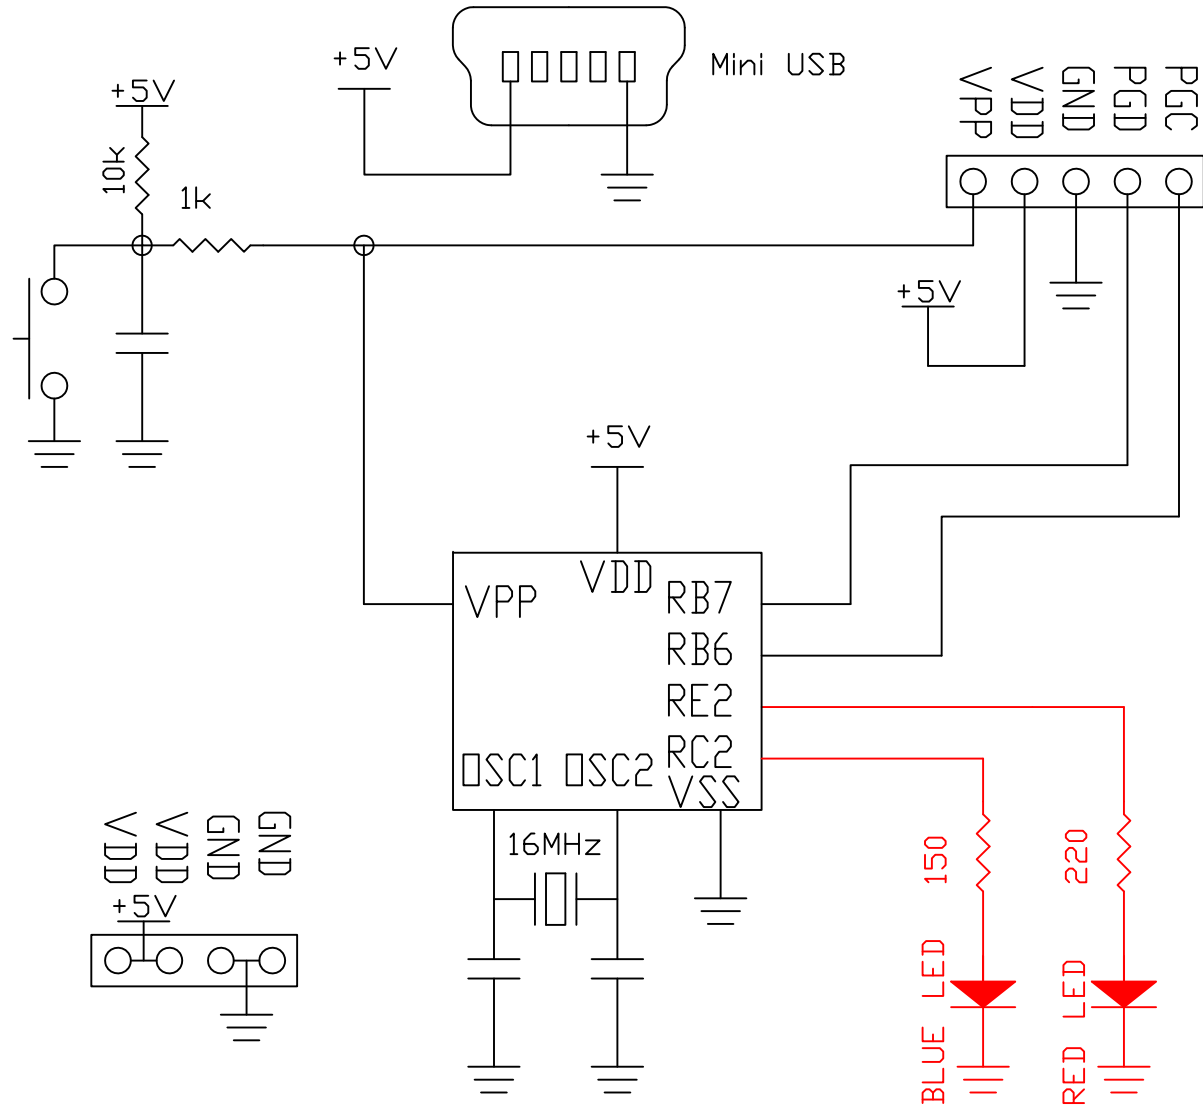 +5V
Mini USB
+5V
10k
1k
VPP
VDD
GND
PGD
PGC
+5V
+5V
VDD
VPP
RB7
RB6
RE2
RC2
OSC1 OSC2
VSS
16MHz
VDD
VDD
GND
GND
+5V
150
220
BLUE LED
RED LED